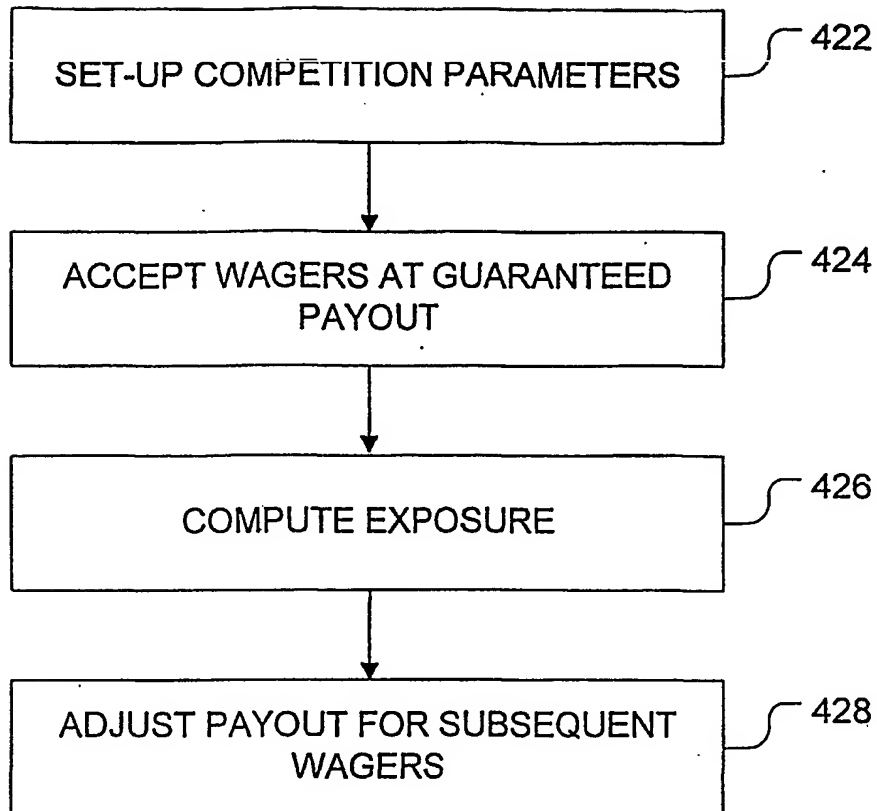 SET-UP COMPETITION PARAMETERS
422
ACCEPT WAGERS AT GUARANTEED
PAYOUT
424
COMPUTE EXPOSURE
426
ADJUST PAYOUT FOR SUBSEQUENT
WAGERS
428